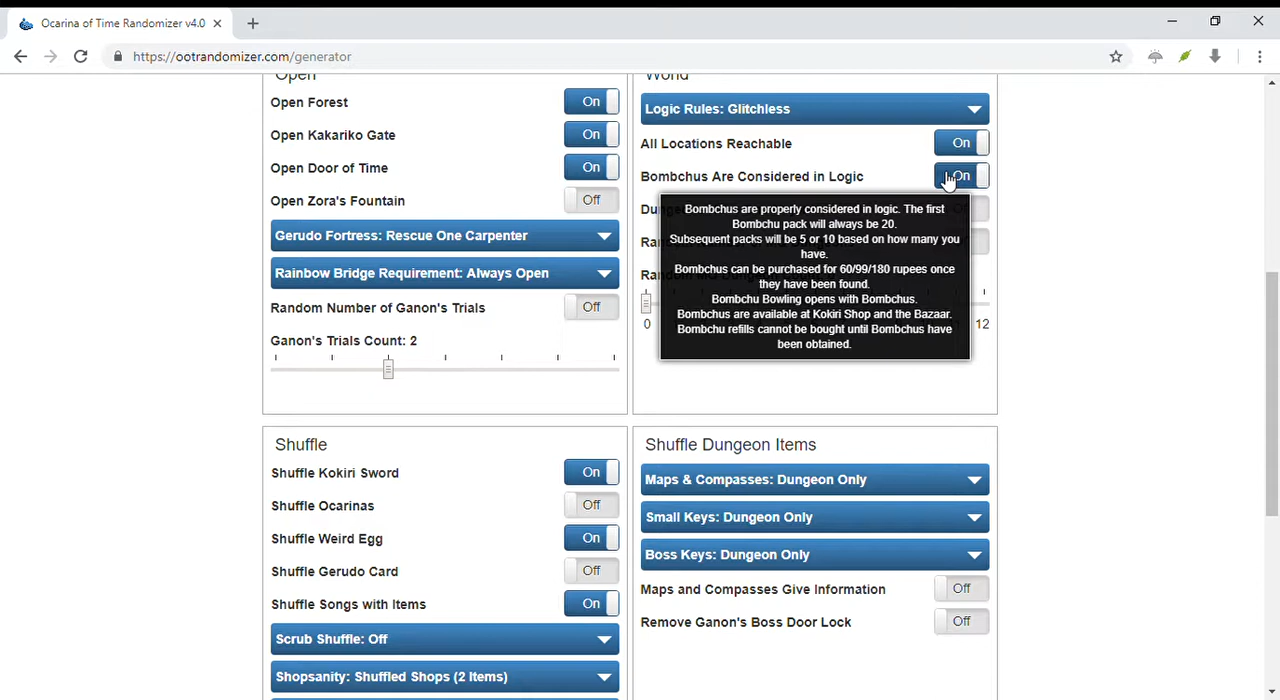 Ocarina of Time Randomizer v4.0
https://ootrandomizer.com/generator
Open
Open Forest On
Open Kakariko Gate On
Open Door of Time On
Open Zora's Fountain Off
Gerudo Fortress: Rescue One Carpenter
Rainbow Bridge Requirement: Always Open
Random Number of Ganon's Trials Off
Ganon's Trials Count: 2
World
Logic Rules: Glitchless
All Locations Reachable On
Bombchus Are Considered in Logic On
Bombchus are properly considered in logic. The first
Bombchu pack will always be 20.
Subsequent packs will be 5 or 10 based on how many you
have.
Bombchus can be purchased for 60/99/180 rupees once
they have been found.
Bombchu Bowling opens with Bombchus.
Bombchus are available at Kokiri Shop and the Bazaar.
Bombchu refills cannot be bought until Bombchus have
been obtained.
0 12
Shuffle
Shuffle Kokiri Sword On
Shuffle Ocarinas Off
Shuffle Weird Egg On
Shuffle Gerudo Card Off
Shuffle Songs with Items On
Scrub Shuffle: Off
Shopsanity: Shuffled Shops (2 Items)
Shuffle Dungeon Items
Maps & Compasses: Dungeon Only
Small Keys: Dungeon Only
Boss Keys: Dungeon Only
Maps and Compasses Give Information Off
Remove Ganon's Boss Door Lock Off